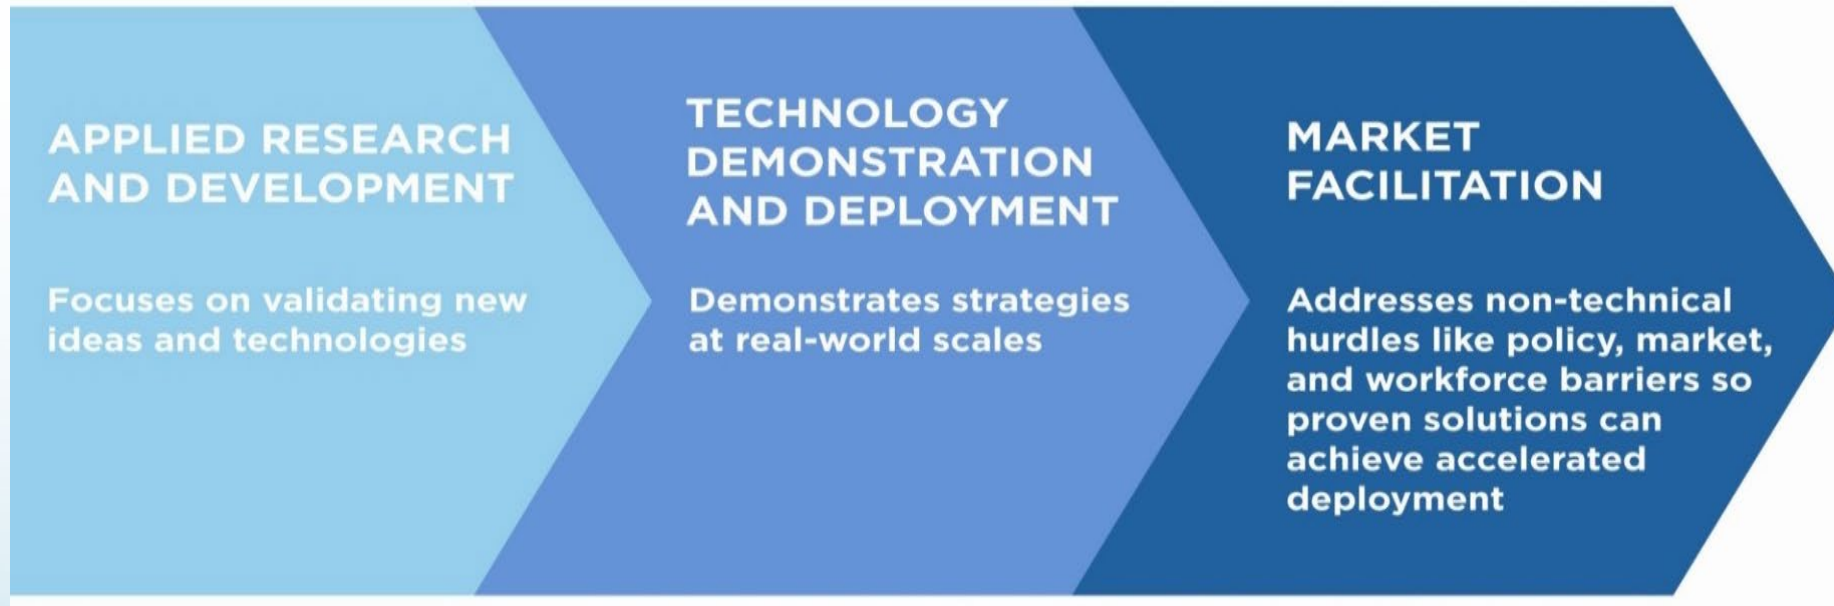 APPLIED RESEARCH
AND DEVELOPMENT
Focuses on validating new
ideas and technologies
TECHNOLOGY
DEMONSTRATION
AND DEPLOYMENT
Demonstrates strategies
at real-world scales
MARKET
FACILITATION
Addresses non-technical
hurdles like policy, market,
and workforce barriers so
proven solutions can
achieve accelerated
deployment